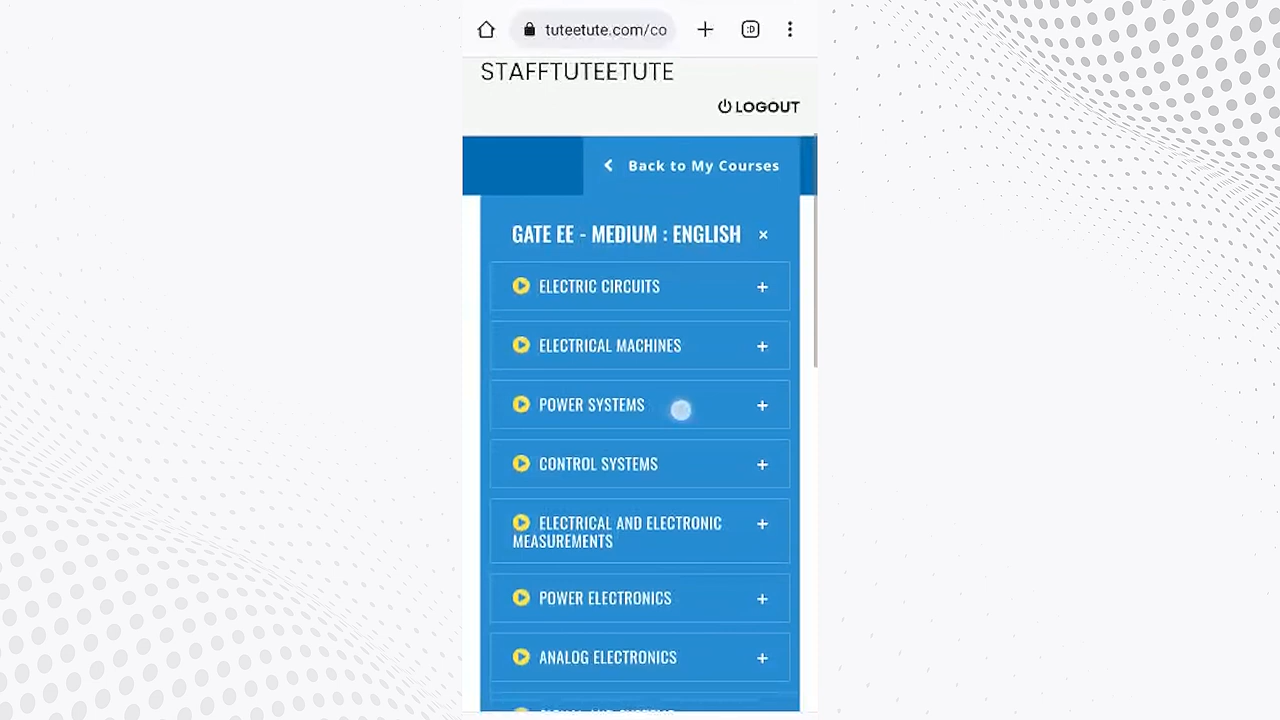 tuteetute.com/co
:D
STAFFTUTEETUTE
LOGOUT
Back to My Courses
GATE EE - MEDIUM : ENGLISH ×
ELECTRIC CIRCUITS +
ELECTRICAL MACHINES +
POWER SYSTEMS +
CONTROL SYSTEMS +
ELECTRICAL AND ELECTRONIC +
MEASUREMENTS
POWER ELECTRONICS +
ANALOG ELECTRONICS +